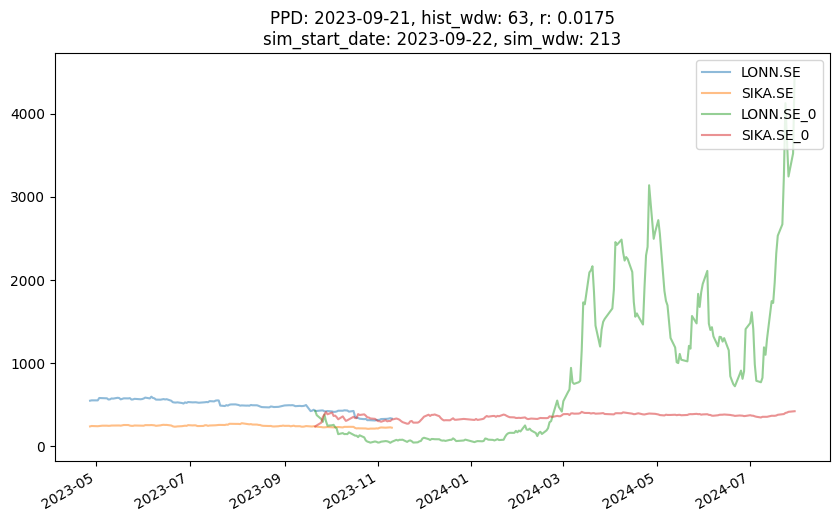 PPD: 2023-09-21, hist_wdw: 63, r: 0.0175
sim_start_date: 2023-09-22, sim_wdw: 213
LONN.SE
SIKA.SE
LONN.SE_0
SIKA.SE_0
4000
3000
2000
1000
0
2023-05
2023-07
2023-09
2023-11
2024-01
2024-03
2024-05
2024-07